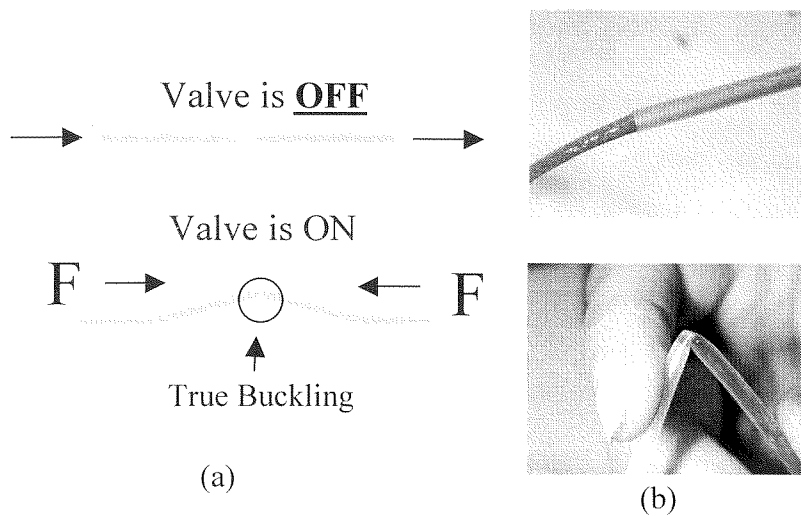 Valve is OFF
Valve is ON
F
F
True Buckling
(a)
(b)